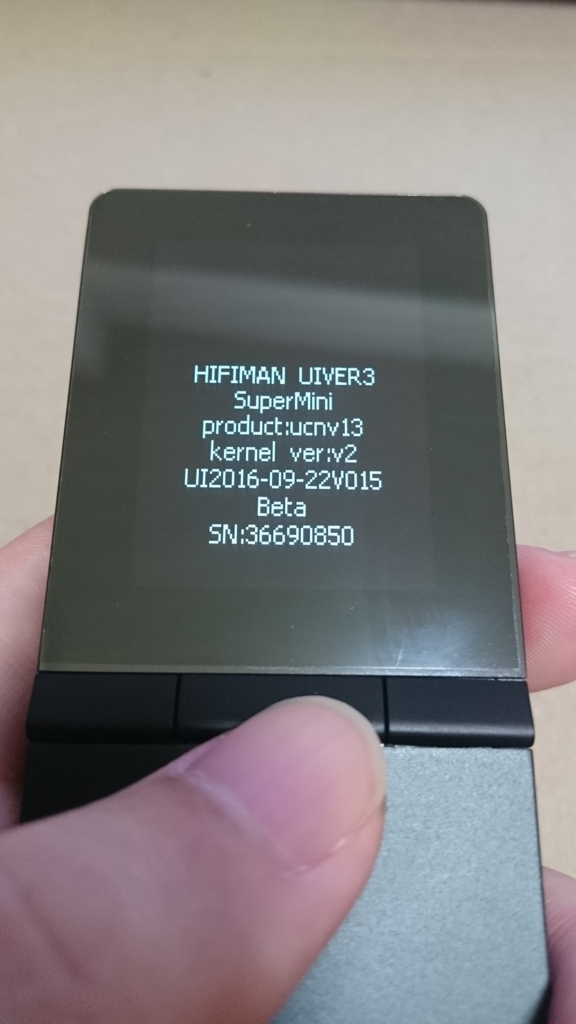 HIFIMAN UIVER3
SuperMini
product:ucnv13
kernel ver:v2
UI2016-09-22V015
Beta
SN:36690850